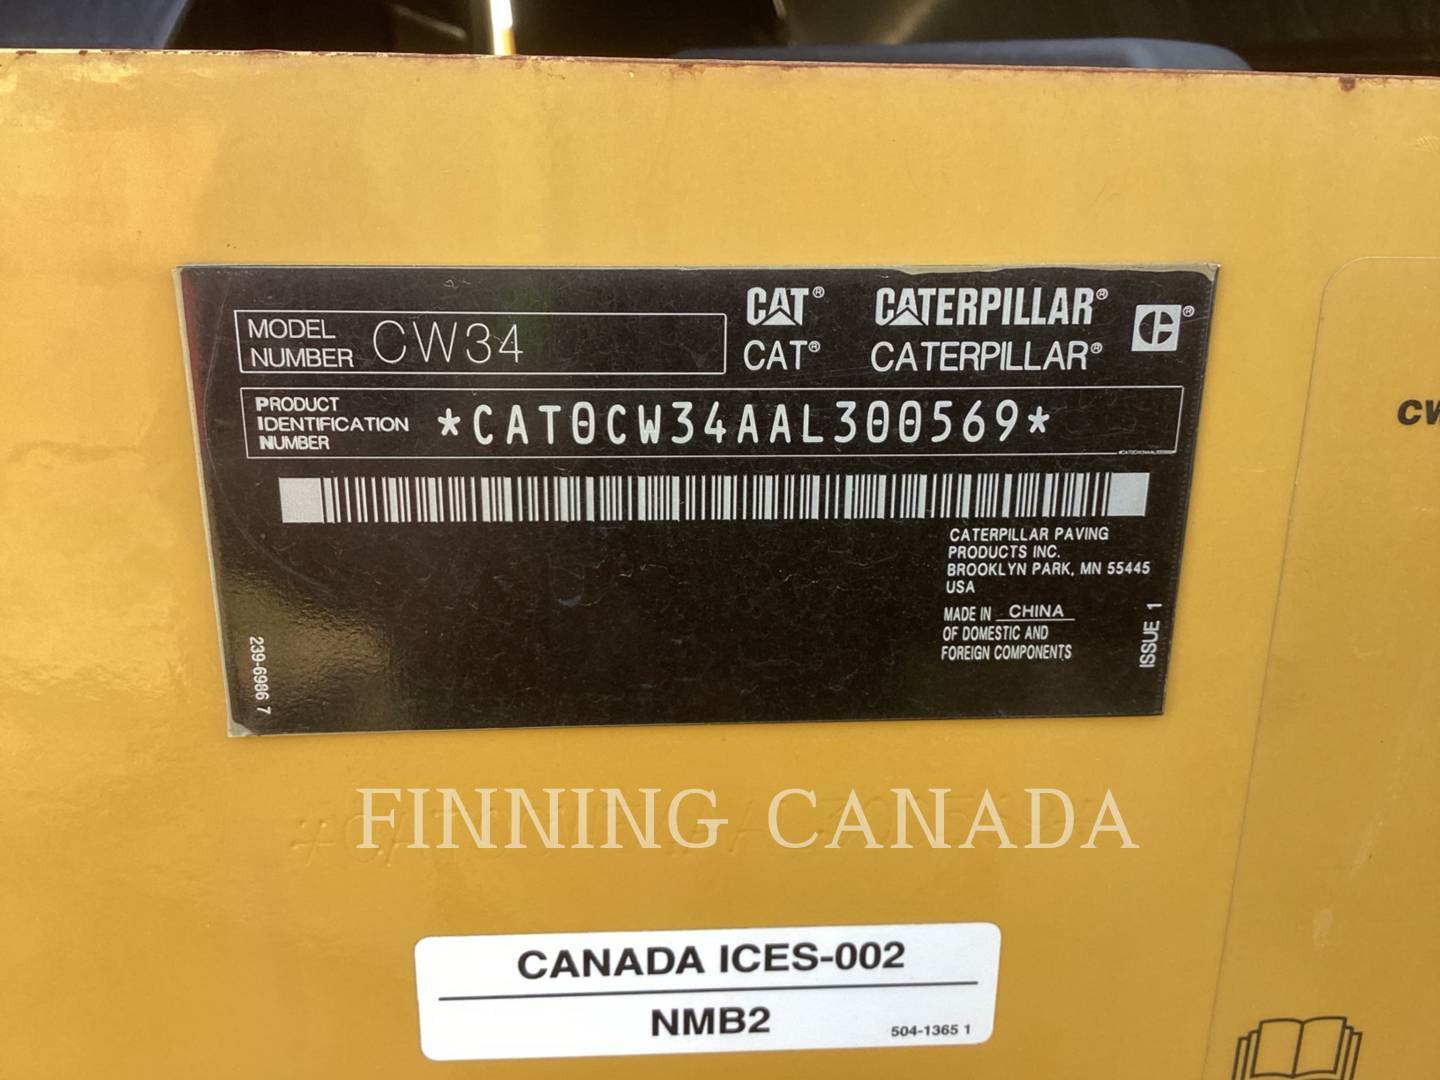 MODEL
NUMBER CW34
CAT® CATERPILLAR®
CAT® CATERPILLAR®
PRODUCT
IDENTIFICATION
NUMBER
*CAT0CW34AAL300569*
CATERPILLAR PAVING
PRODUCTS INC.
BROOKLYN PARK, MN 55445
USA
MADE IN CHINA
OF DOMESTIC AND
FOREIGN COMPONENTS
ISSUE 1
239-6986 7
CW
FINNING CANADA
CANADA ICES-002
NMB2
504-1365 1